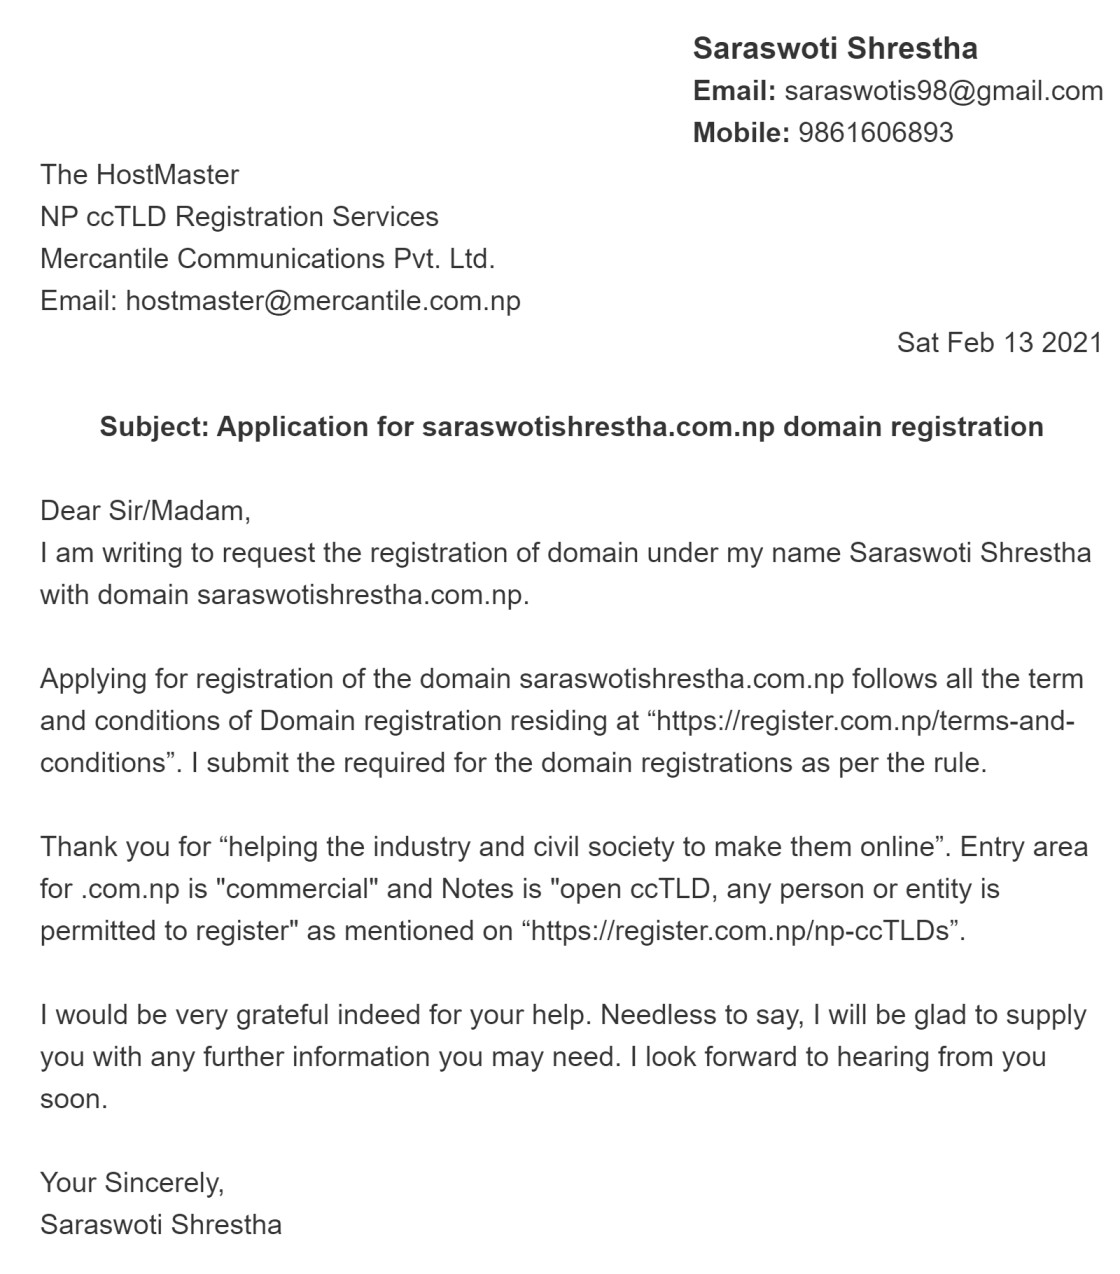 Saraswoti Shrestha
Email: saraswotis98@gmail.com
Mobile: 9861606893
The HostMaster
NP ccTLD Registration Services
Mercantile Communications Pvt. Ltd.
Email: hostmaster@mercantile.com.np
Sat Feb 13 2021
Subject: Application for saraswotishrestha.com.np domain registration
Dear Sir/Madam,
I am writing to request the registration of domain under my name Saraswoti Shrestha
with domain saraswotishrestha.com.np.
Applying for registration of the domain saraswotishrestha.com.np follows all the term
and conditions of Domain registration residing at “https://register.com.np/terms-and-
conditions”. I submit the required for the domain registrations as per the rule.
Thank you for “helping the industry and civil society to make them online”. Entry area
for .com.np is "commercial" and Notes is "open ccTLD, any person or entity is
permitted to register" as mentioned on “https://register.com.np/np-ccTLDs”.
I would be very grateful indeed for your help. Needless to say, I will be glad to supply
you with any further information you may need. I look forward to hearing from you
soon.
Your Sincerely,
Saraswoti Shrestha